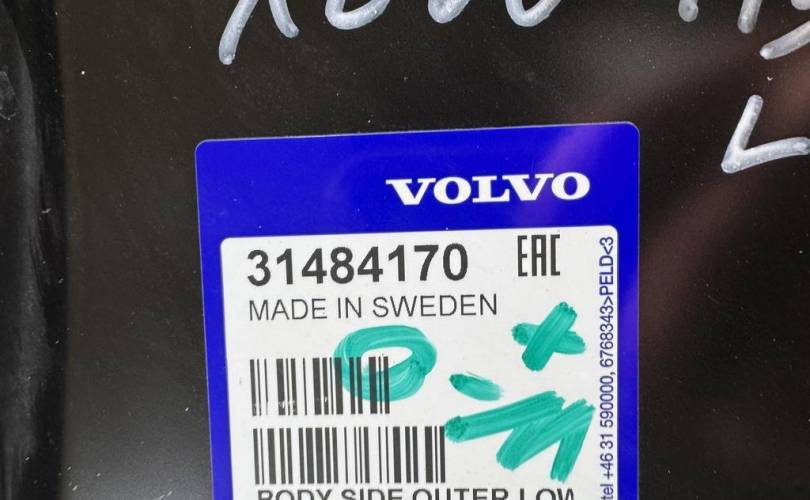 VOLVO
31484170 EAC
MADE IN SWEDEN
BODY SIDE OUTER LOW
tel +46 31 590000, 6768343>PELD<3
L